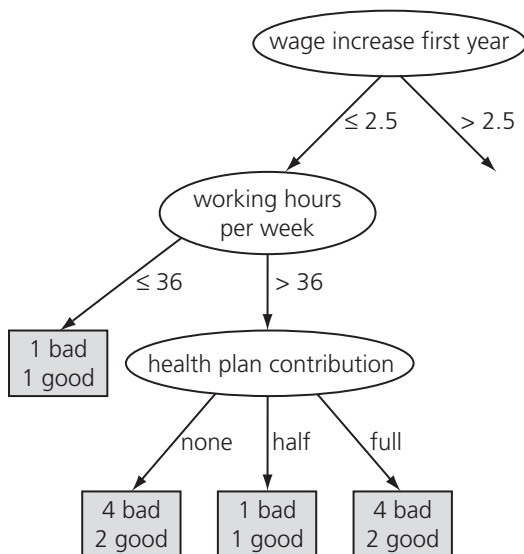 wage increase first year
≤ 2.5
> 2.5
working hours
per week
≤ 36
> 36
1 bad
1 good
health plan contribution
none
half
full
4 bad
2 good
1 bad
1 good
4 bad
2 good